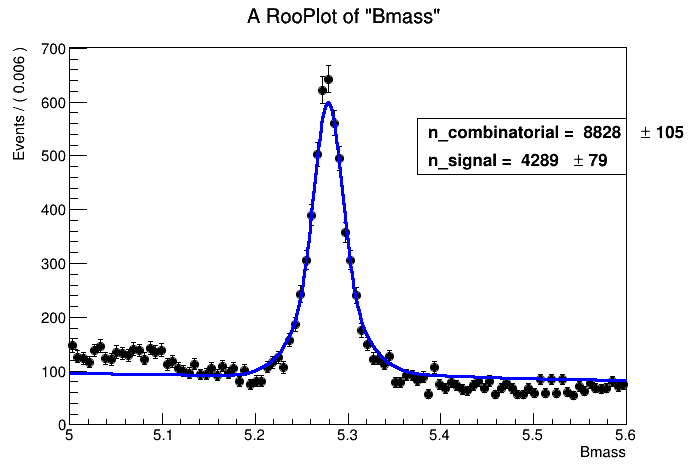 A RooPlot of "Bmass"
Events / ( 0.006 )
700
600
500
400
300
200
100
0
n_combinatorial = 8828 ± 105
n_signal = 4289 ± 79
5 5.1 5.2 5.3 5.4 5.5 5.6
Bmass